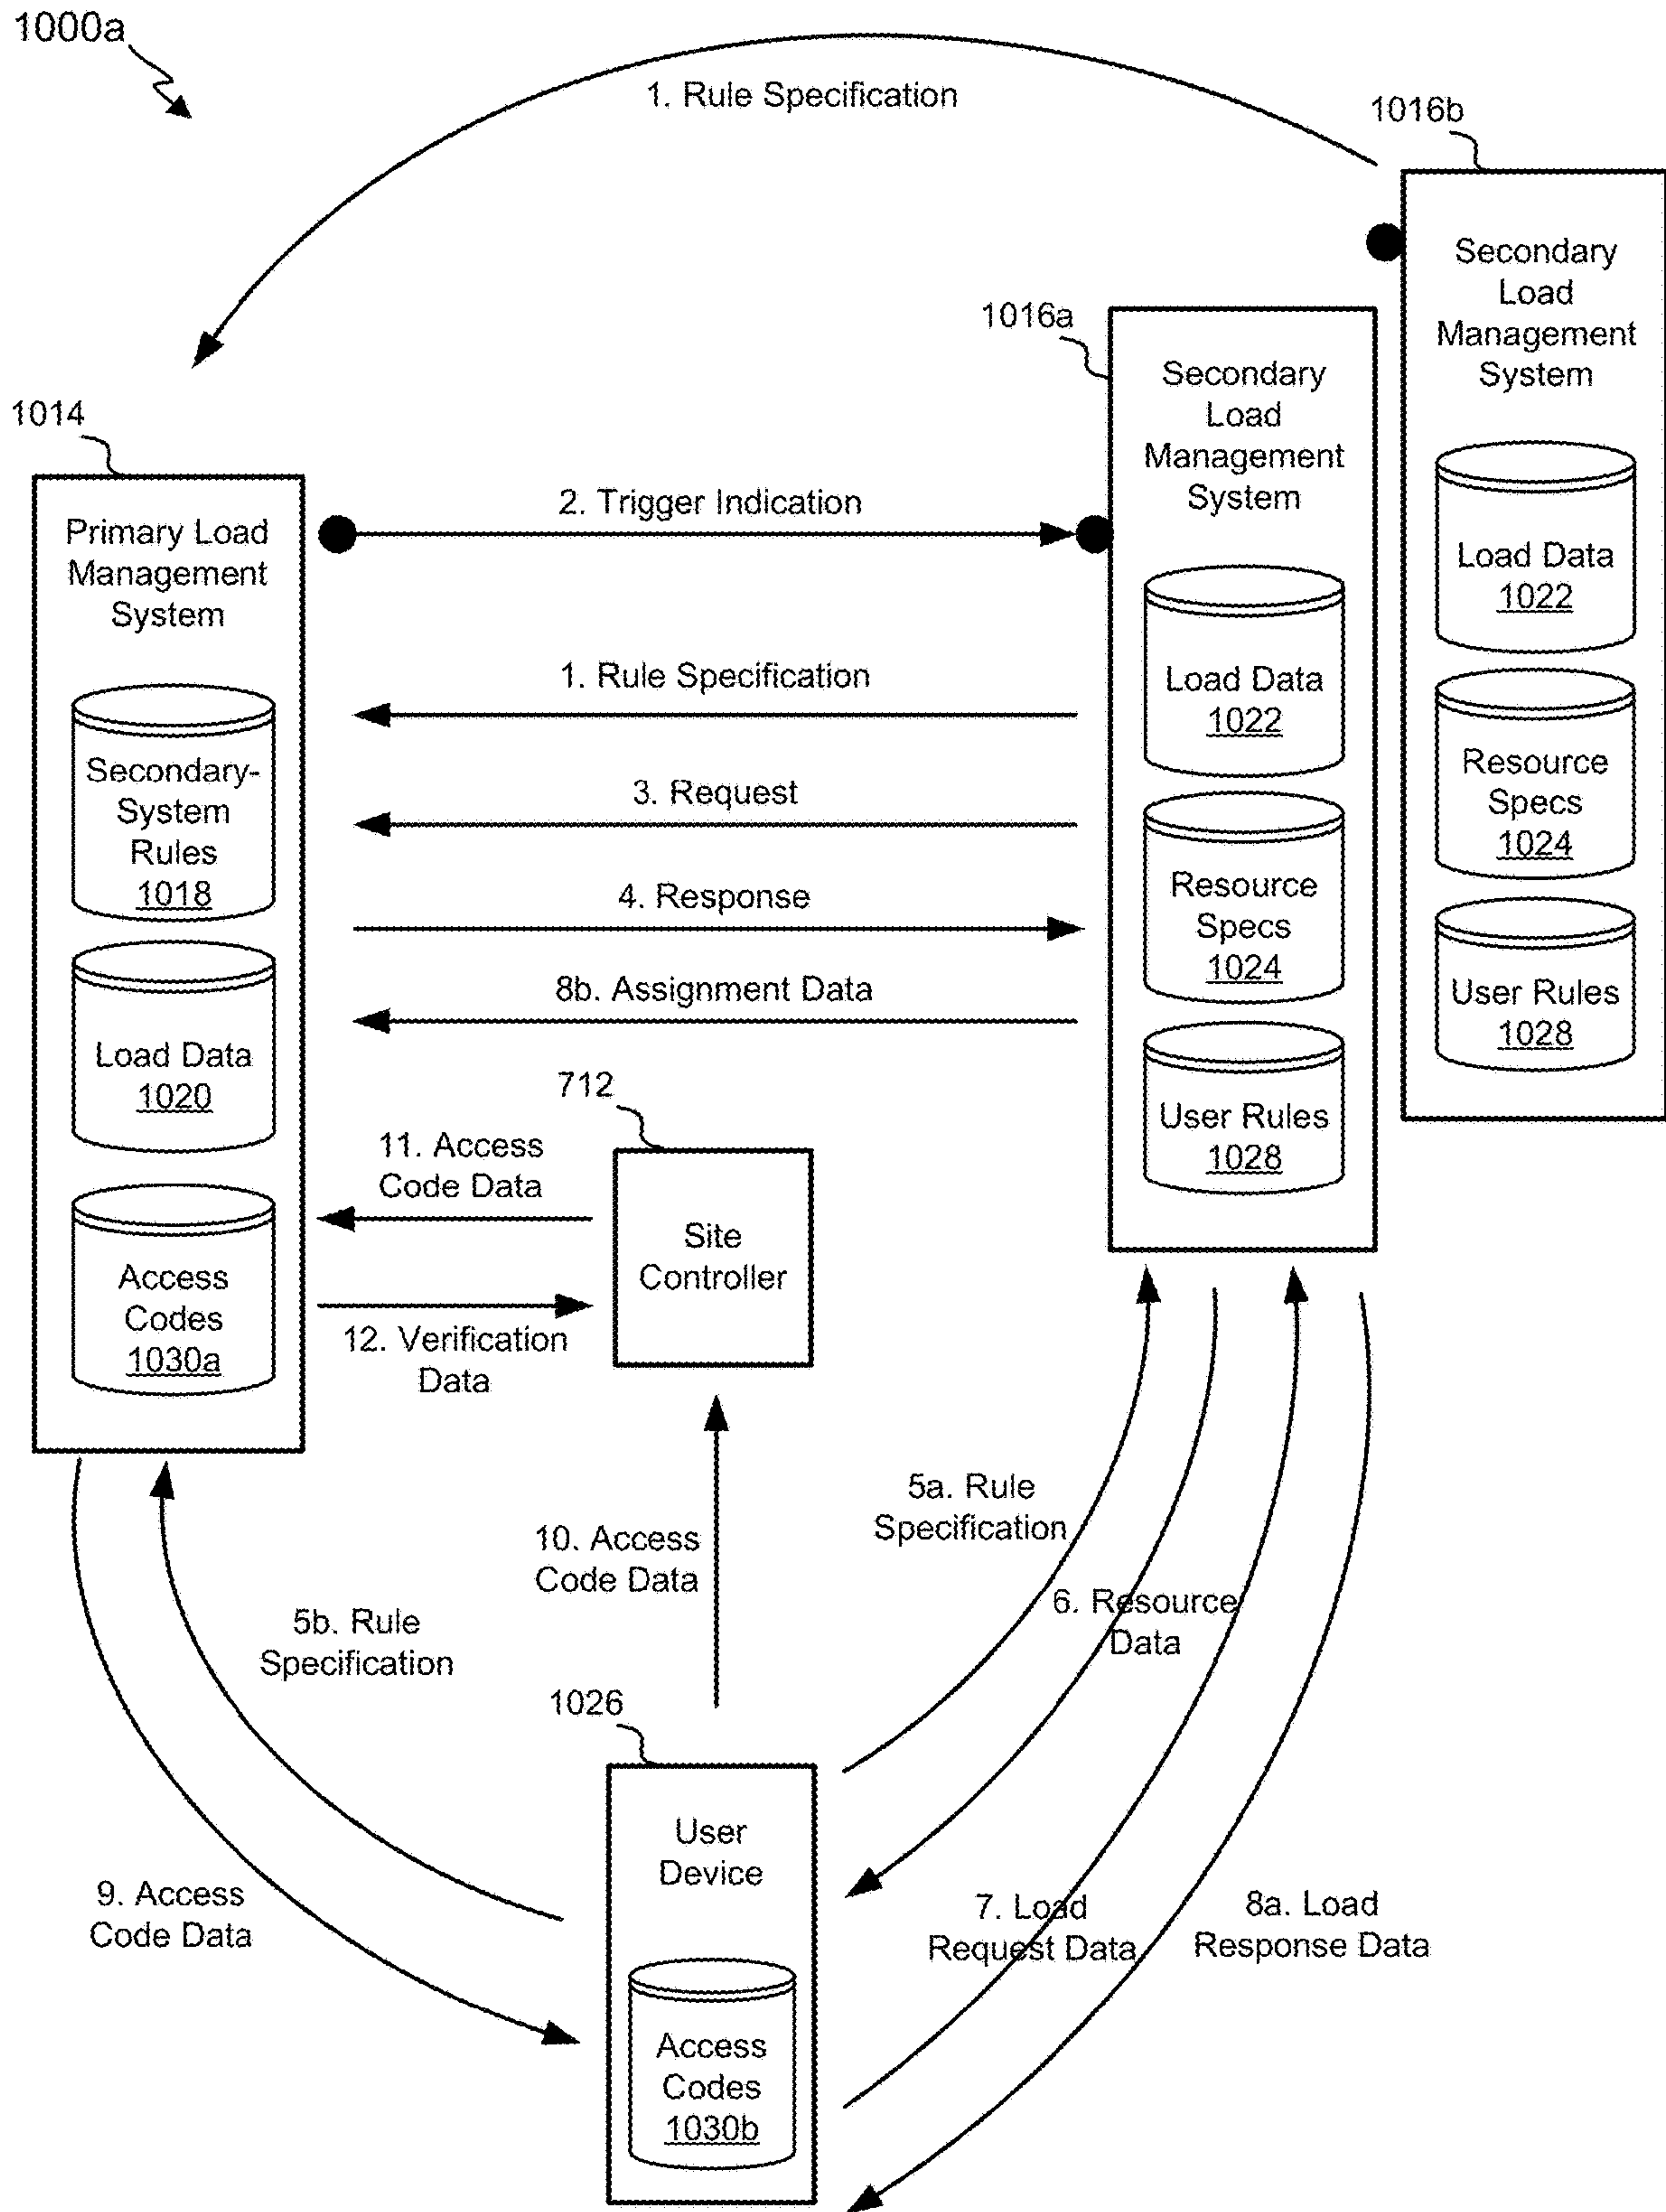 1000a
1. Rule Specification
1016b
Secondary
Load
Management
System
Load Data
1022
Resource
Specs
1024
User Rules
1028
1016a
Secondary
Load
Management
System
Load Data
1022
Resource
Specs
1024
User Rules
1028
1014
Primary Load
Management
System
Secondary-
System
Rules
1018
Load Data
1020
Access
Codes
1030a
2. Trigger Indication
1. Rule Specification
3. Request
4. Response
8b. Assignment Data
712
11. Access
Code Data
Site
Controller
12. Verification
Data
10. Access
Code Data
5a. Rule
Specification
6. Resource
Data
5b. Rule
Specification
1026
User
Device
Access
Codes
1030b
9. Access
Code Data
7. Load
Request Data
8a. Load
Response Data